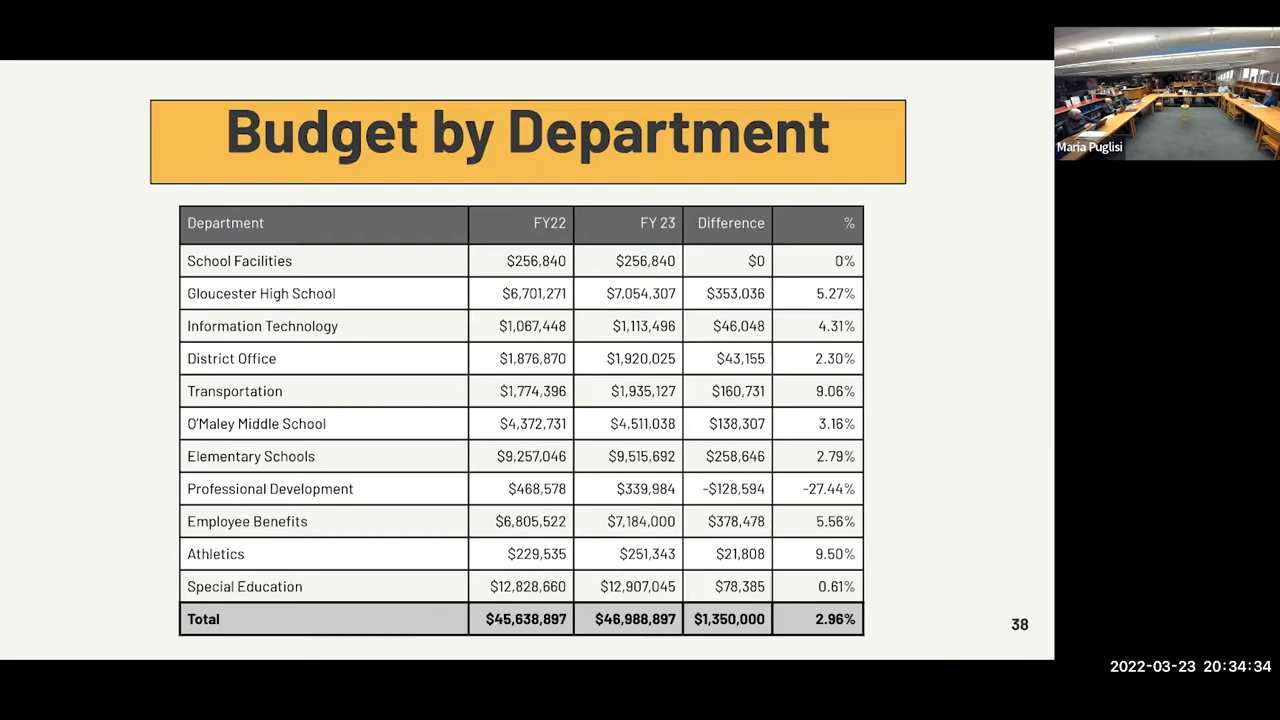 Budget by Department
Department FY22 FY 23 Difference %
School Facilities $256,840 $256,840 $0 0%
Gloucester High School $6,701,271 $7,054,307 $353,036 5.27%
Information Technology $1,067,448 $1,113,496 $46,048 4.31%
District Office $1,876,870 $1,920,025 $43,155 2.30%
Transportation $1,774,396 $1,935,127 $160,731 9.06%
O'Maley Middle School $4,372,731 $4,511,038 $138,307 3.16%
Elementary Schools $9,257,046 $9,515,692 $258,646 2.79%
Professional Development $468,578 $339,984 -$128,594 -27.44%
Employee Benefits $6,805,522 $7,184,000 $378,478 5.56%
Athletics $229,535 $251,343 $21,808 9.50%
Special Education $12,828,660 $12,907,045 $78,385 0.61%
Total $45,638,897 $46,988,897 $1,350,000 2.96%
38
Maria Puglisi
2022-03-23 20:34:34